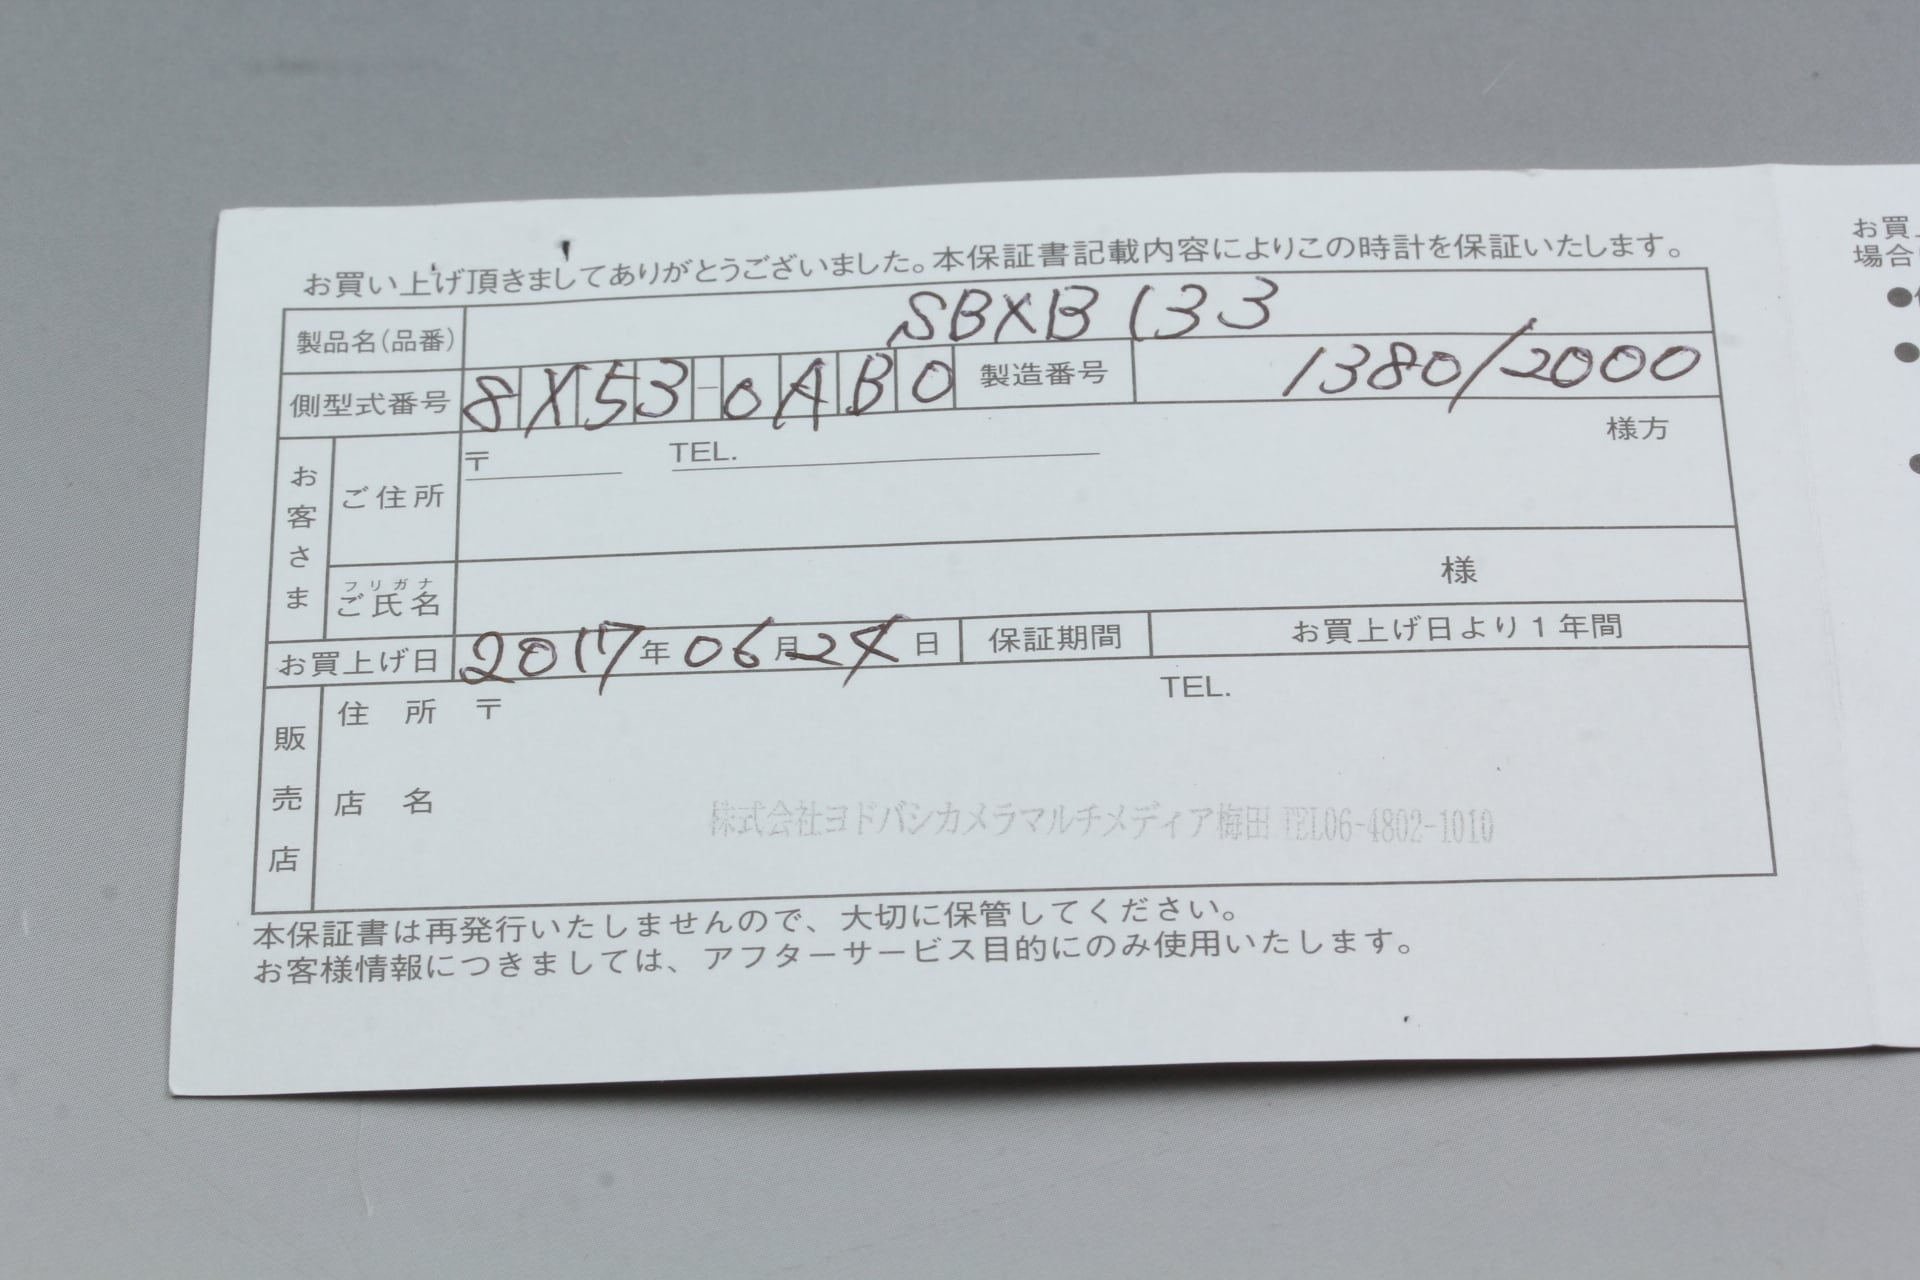 お買い上げ頂きましてありがとうございました。本保証書記載内容によりこの時計を保証いたします。
製品名(品番) SBXB133
側型式番号 8X53-0AB0 製造番号 1380/2000
お客さま
ご住所 〒 TEL. 様方
フリガナ
ご氏名 様
お買上げ日 2017年06月24日 保証期間 お買上げ日より1年間
販売店
住所 〒 TEL.
店名 株式会社ヨドバシカメラマルチメディア梅田 TEL06-4802-1010
本保証書は再発行いたしませんので、大切に保管してください。
お客様情報につきましては、アフターサービス目的にのみ使用いたします。
お買
場合